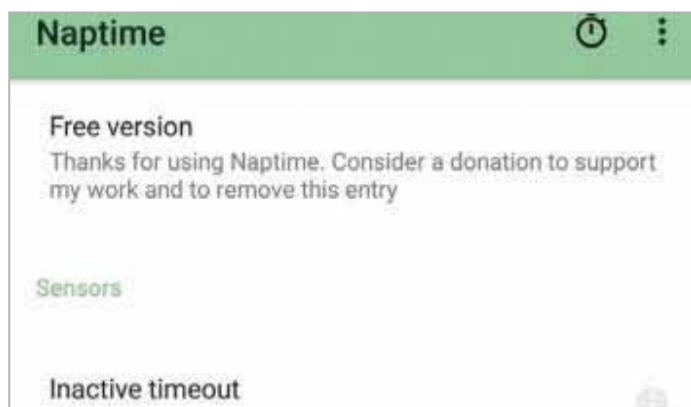 Naptime
Free version
Thanks for using Naptime. Consider a donation to support
my work and to remove this entry
Sensors
Inactive timeout